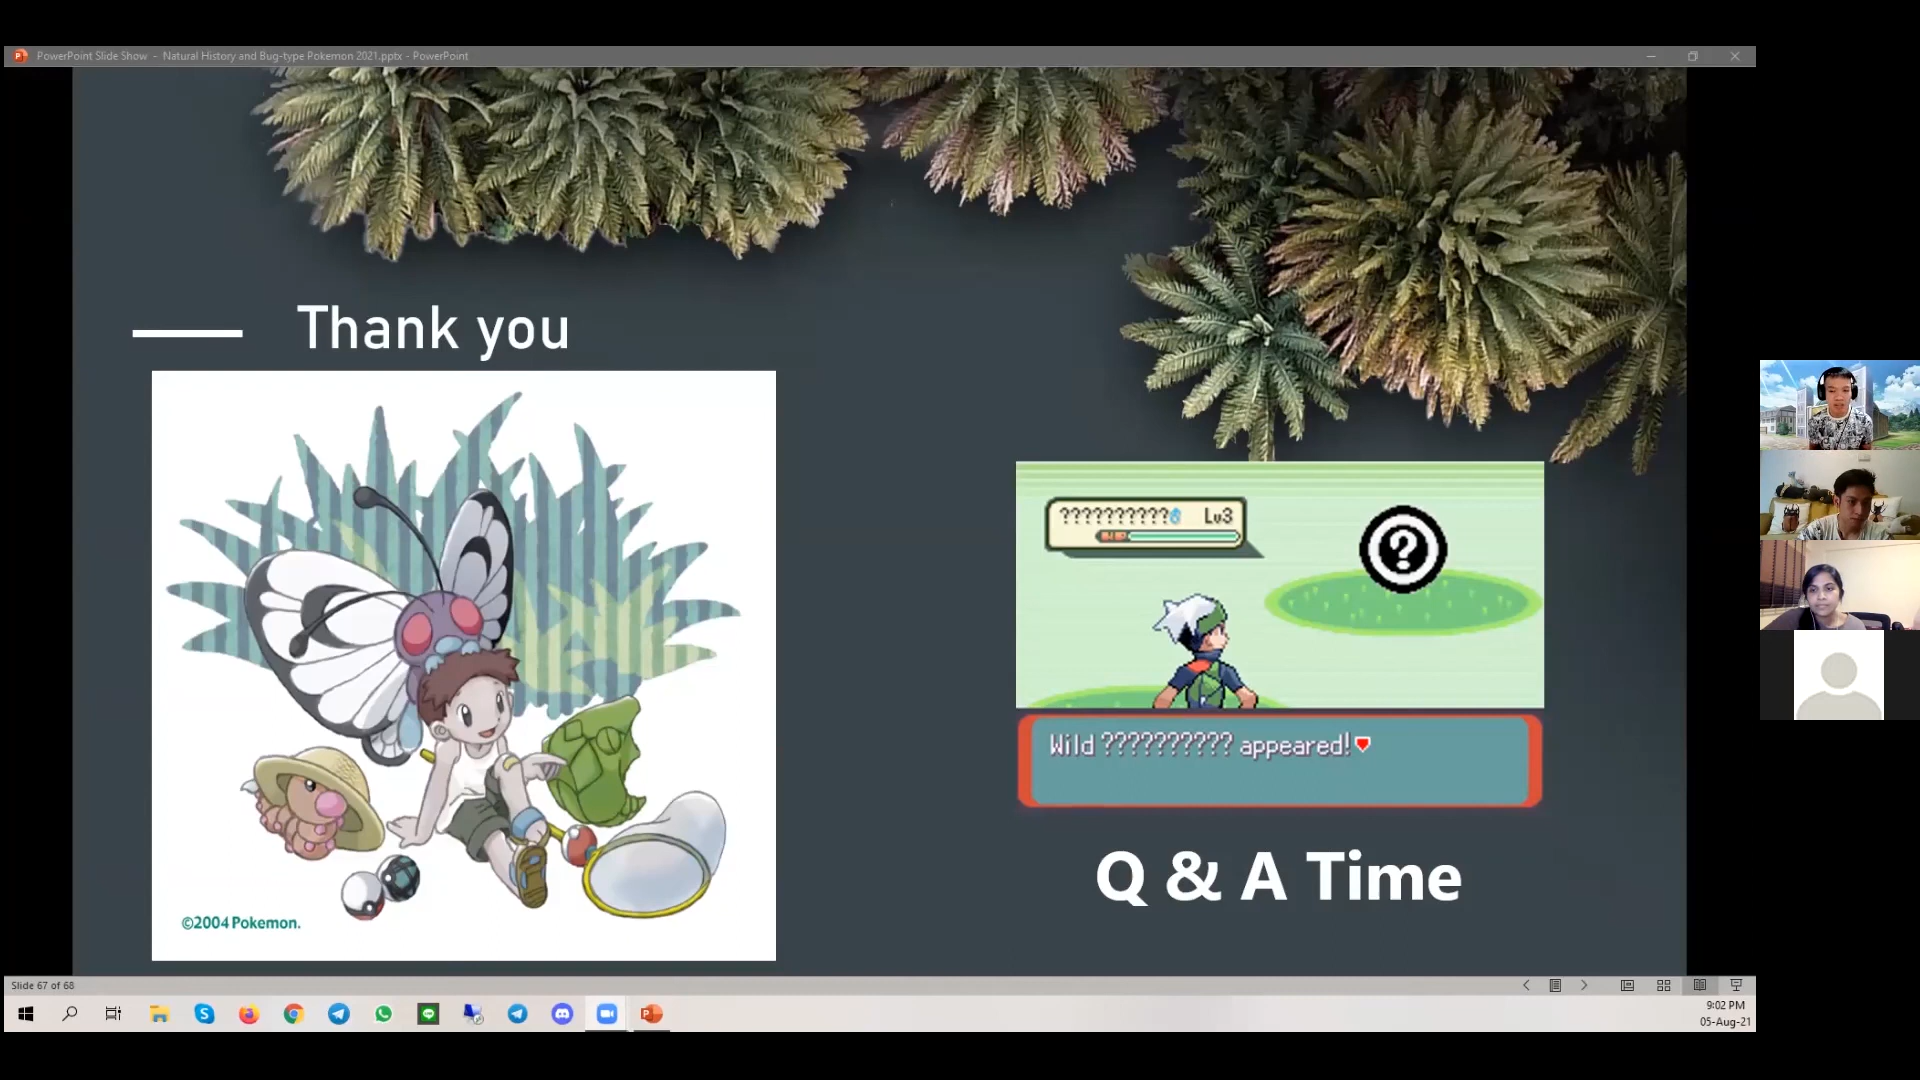 PowerPoint Slide Show - Natural History and Bug-type Pokemon 2021.pptx - PowerPoint
Thank you
©2004 Pokemon.
??????????♂ Lv3
HP
Wild ?????????? appeared!
Q & A Time
Slide 67 of 68
9:02 PM
05-Aug-21